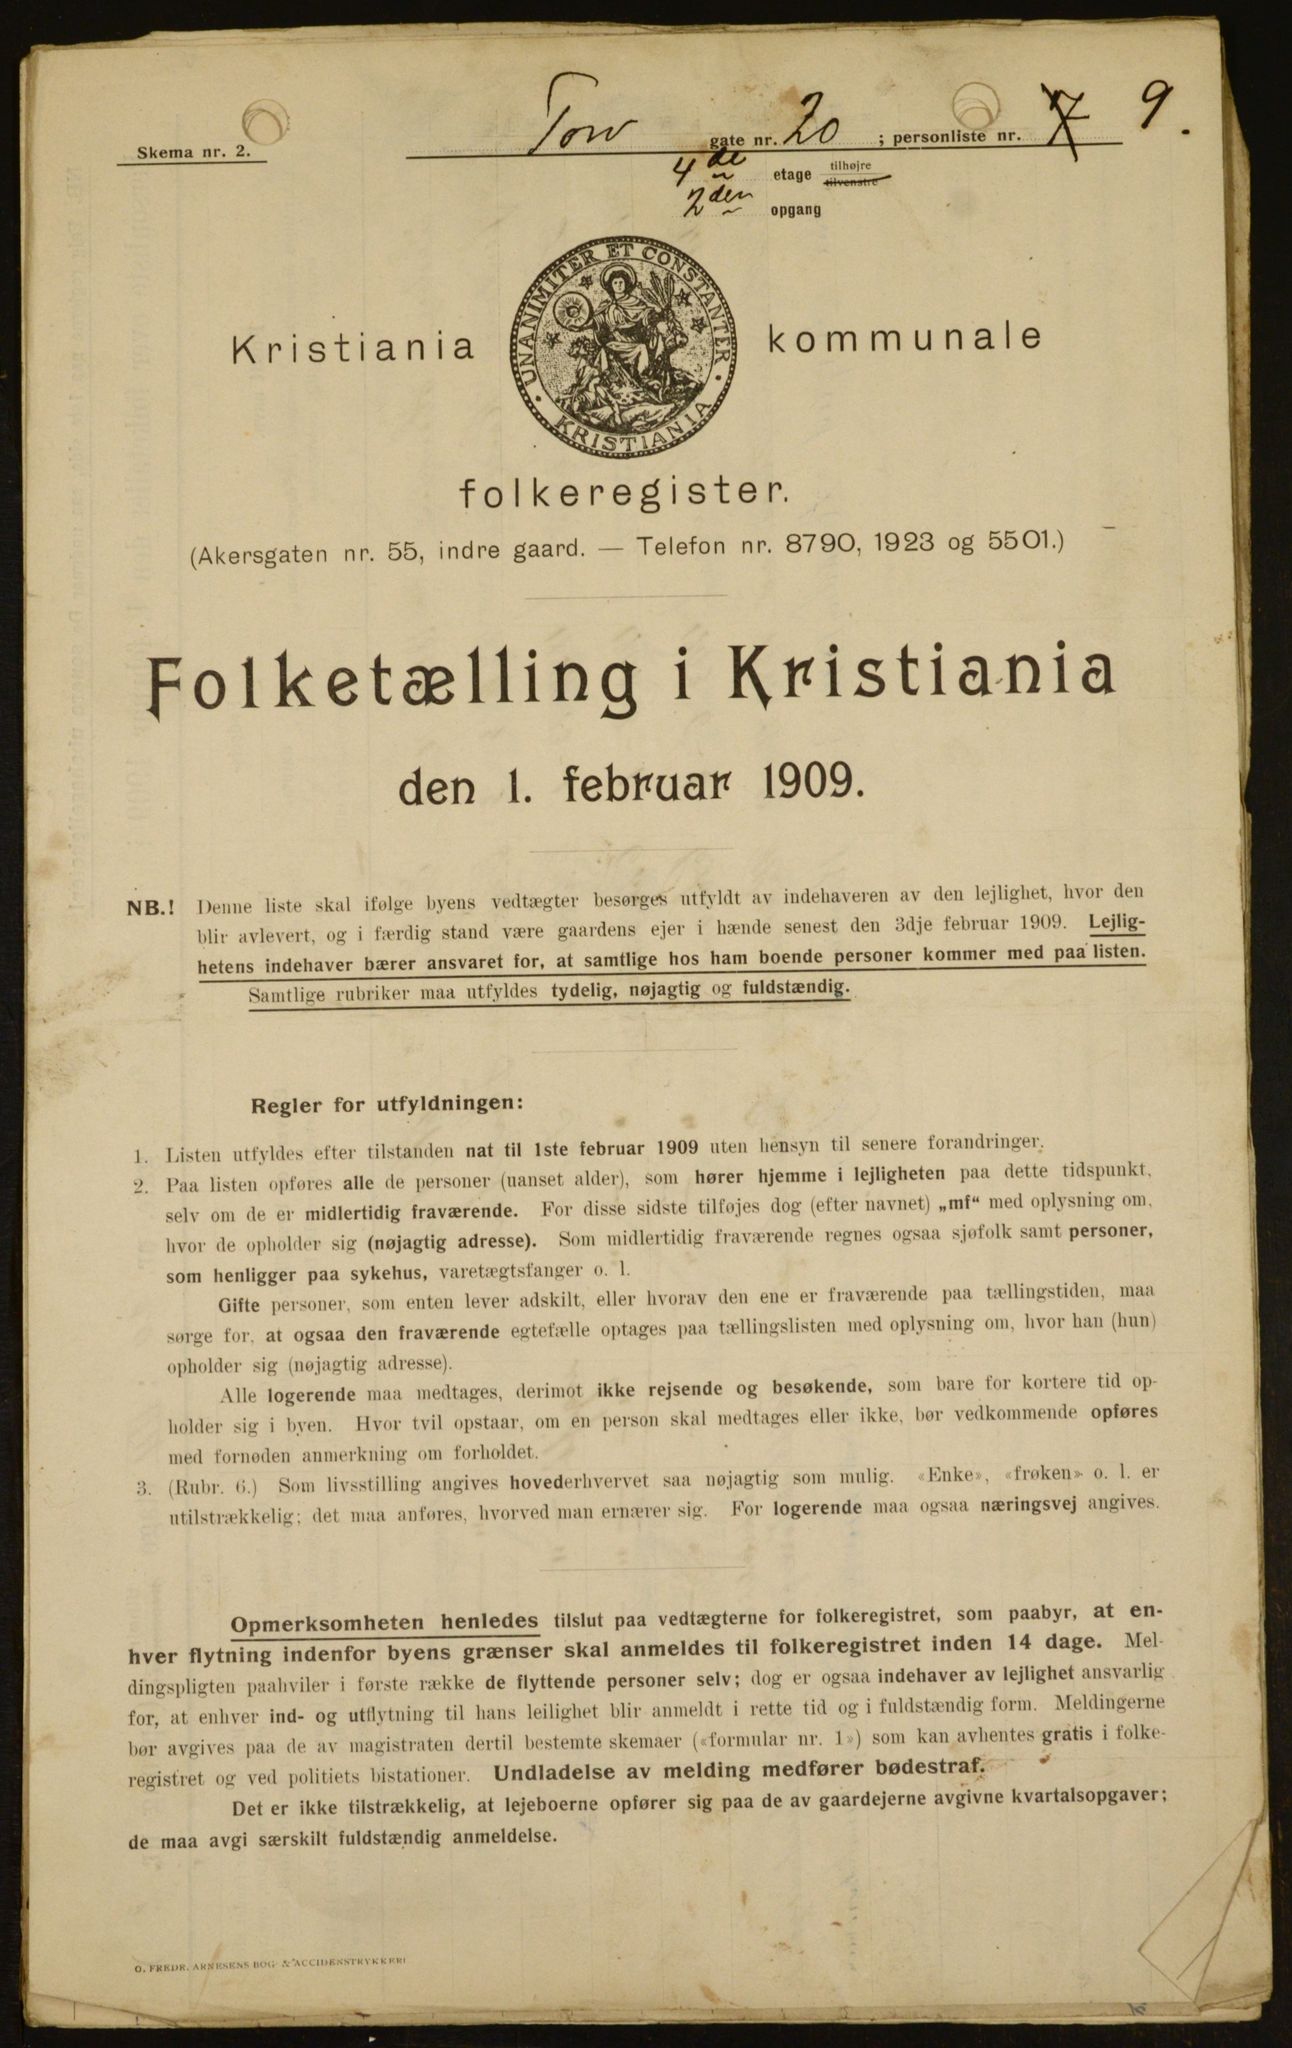 Skema nr. 2.
Torv gate nr. 20 ; personliste nr. 7 9.
4de etage tilhøjre
tilvenstre
2den opgang
UNANIMITER ET CONSTANTER
KRISTIANIA
Kristiania kommunale
folkeregister.
(Akersgaten nr. 55, indre gaard. — Telefon nr. 8790, 1923 og 5501.)
Folketælling i Kristiania
den 1. februar 1909.
NB.! Denne liste skal ifølge byens vedtægter besørges utfyldt av indehaveren av den lejlighet, hvor den
blir avlevert, og i færdig stand være gaardens ejer i hænde senest den 3dje februar 1909. Lejlig-
hetens indehaver bærer ansvaret for, at samtlige hos ham boende personer kommer med paa listen.
Samtlige rubriker maa utfyldes tydelig, nøjagtig og fuldstændig.
Regler for utfyldningen:
1. Listen utfyldes efter tilstanden nat til 1ste februar 1909 uten hensyn til senere forandringer.
2. Paa listen opføres alle de personer (uanset alder), som hører hjemme i lejligheten paa dette tidspunkt,
selv om de er midlertidig fraværende. For disse sidste tilføjes dog (efter navnet) „mf“ med oplysning om,
hvor de opholder sig (nøjagtig adresse). Som midlertidig fraværende regnes ogsaa sjøfolk samt personer,
som henligger paa sykehus, varetægtsfanger o. l.
Gifte personer, som enten lever adskilt, eller hvorav den ene er fraværende paa tællingstiden, maa
sørge for, at ogsaa den fraværende egtefælle optages paa tællingslisten med oplysning om, hvor han (hun)
opholder sig (nøjagtig adresse).
Alle logerende maa medtages, derimot ikke rejsende og besøkende, som bare for kortere tid op-
holder sig i byen. Hvor tvil opstaar, om en person skal medtages eller ikke, bør vedkommende opføres
med fornøden anmerkning om forholdet.
3. (Rubr. 6.) Som livsstilling angives hovederhvervet saa nøjagtig som mulig. «Enke», «frøken» o. l. er
utilstrækkelig; det maa anføres, hvorved man ernærer sig. For logerende maa ogsaa næringsvej angives.
Opmerksomheten henledes tilslut paa vedtægterne for folkeregistret, som paabyr, at en-
hver flytning indenfor byens grænser skal anmeldes til folkeregistret inden 14 dage. Mel-
dingspligten paahviler i første række de flyttende personer selv; dog er ogsaa indehaver av lejlighet ansvarlig
for, at enhver ind- og utflytning til hans leilighet blir anmeldt i rette tid og i fuldstændig form. Meldingerne
bør avgives paa de av magistraten dertil bestemte skemaer («formular nr. 1») som kan avhentes gratis i folke-
registret og ved politiets bistationer. Undladelse av melding medfører bødestraf.
Det er ikke tilstrækkelig, at lejeboerne opfører sig paa de av gaardejerne avgivne kvartalsopgaver;
de maa avgi særskilt fuldstændig anmeldelse.
O. FREDR. ARNESENS BOG- & ACCIDENSTRYKKERI